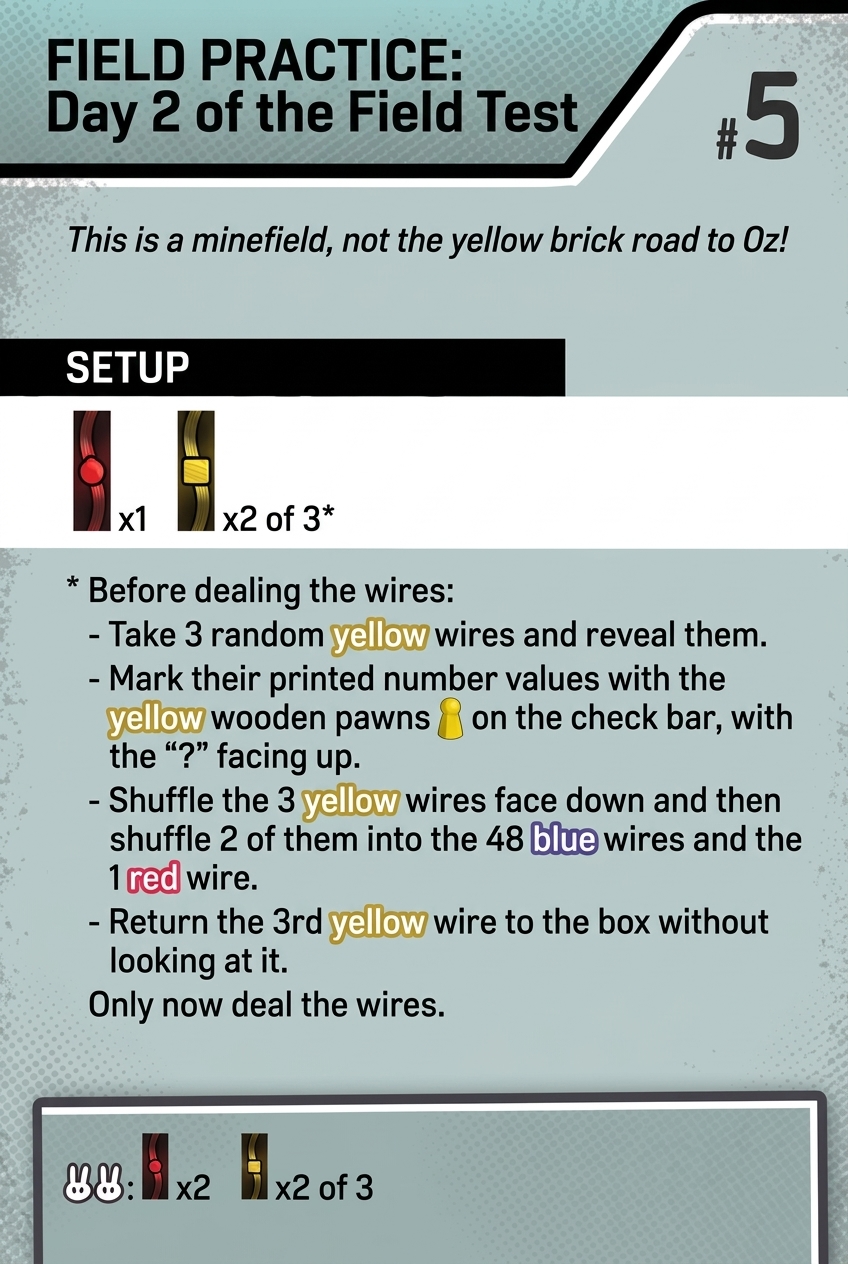 FIELD PRACTICE:
Day 2 of the Field Test
#5
This is a minefield, not the yellow brick road to Oz!
SETUP
x1 x2 of 3*
* Before dealing the wires:
- Take 3 random yellow wires and reveal them.
- Mark their printed number values with the
yellow wooden pawns on the check bar, with
the “?” facing up.
- Shuffle the 3 yellow wires face down and then
shuffle 2 of them into the 48 blue wires and the
1 red wire.
- Return the 3rd yellow wire to the box without
looking at it.
Only now deal the wires.
: x2 x2 of 3